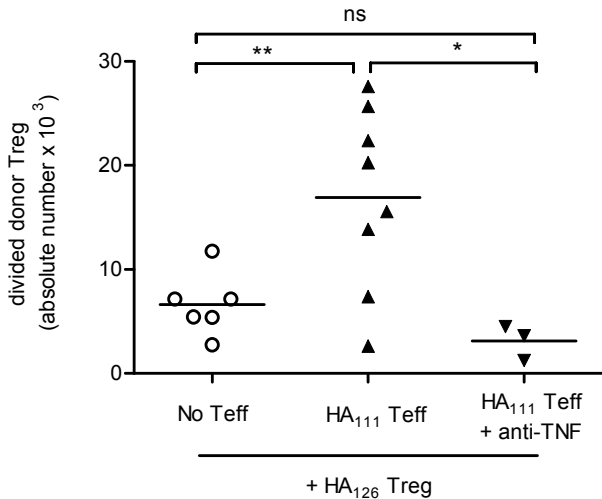 ns
** *
30
20
10
0
divided donor Treg
(absolute number x 10³)
No Teff
HA₁₁₁ Teff
HA₁₁₁ Teff
+ anti-TNF
+ HA₁₂₆ Treg